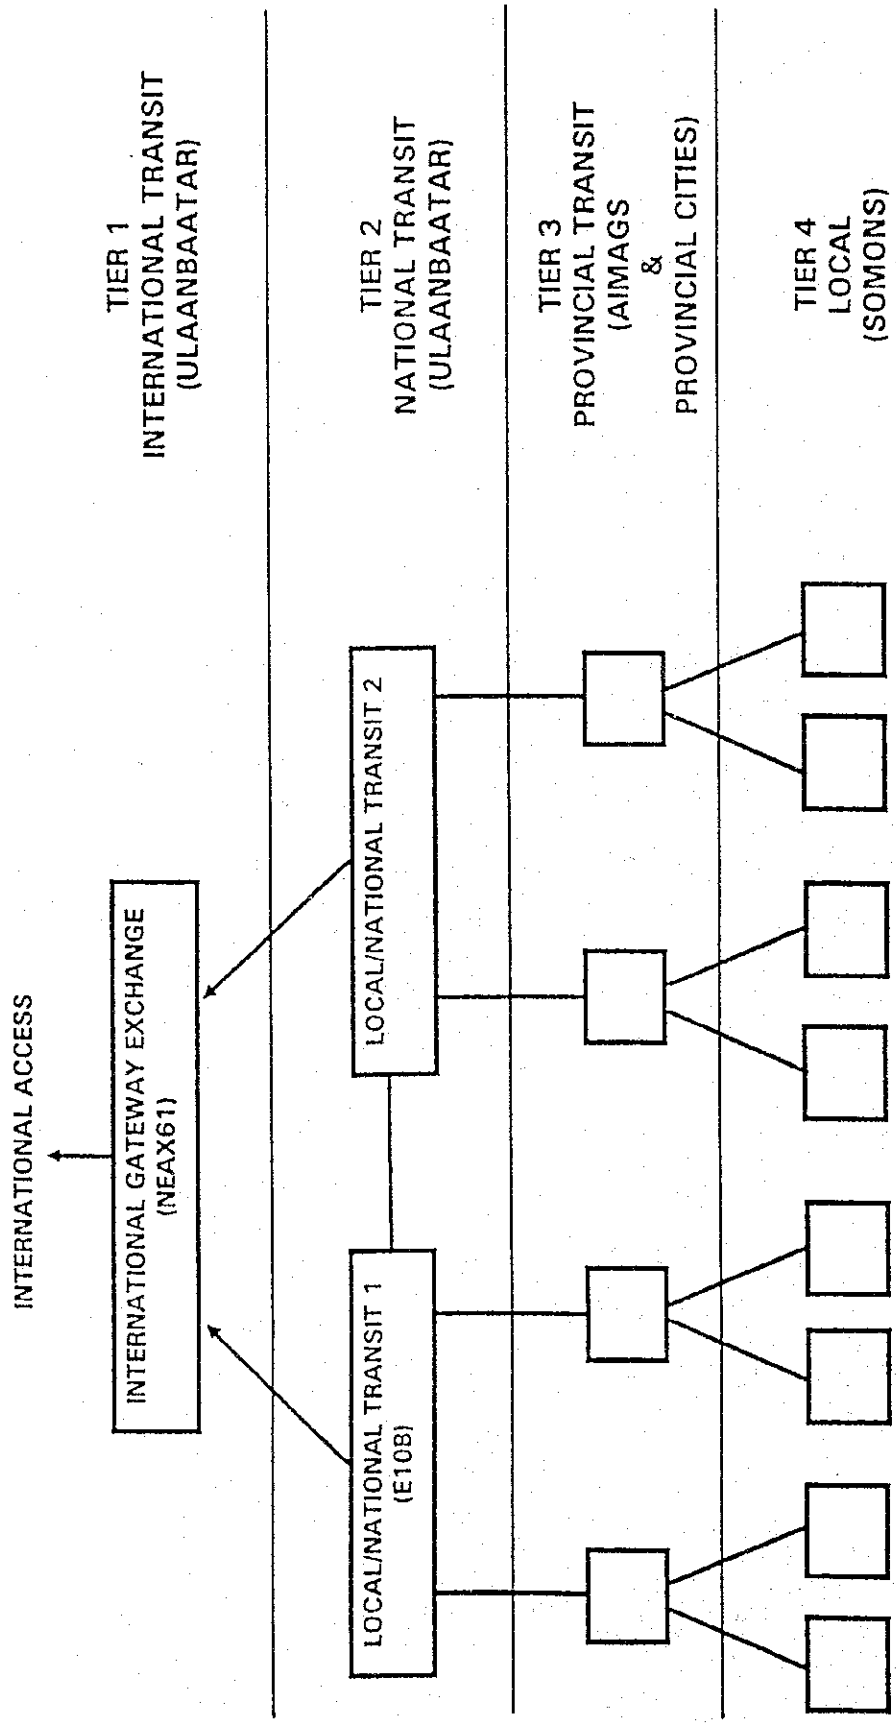 INTERNATIONAL ACCESS
INTERNATIONAL GATEWAY EXCHANGE
(NEAX61)
TIER 1
INTERNATIONAL TRANSIT
(ULAANBAATAR)
LOCAL/NATIONAL TRANSIT 1
(E10B)
LOCAL/NATIONAL TRANSIT 2
TIER 2
NATIONAL TRANSIT
(ULAANBAATAR)
TIER 3
PROVINCIAL TRANSIT
(AIMAGS
&
PROVINCIAL CITIES)
TIER 4
LOCAL
(SOMONS)